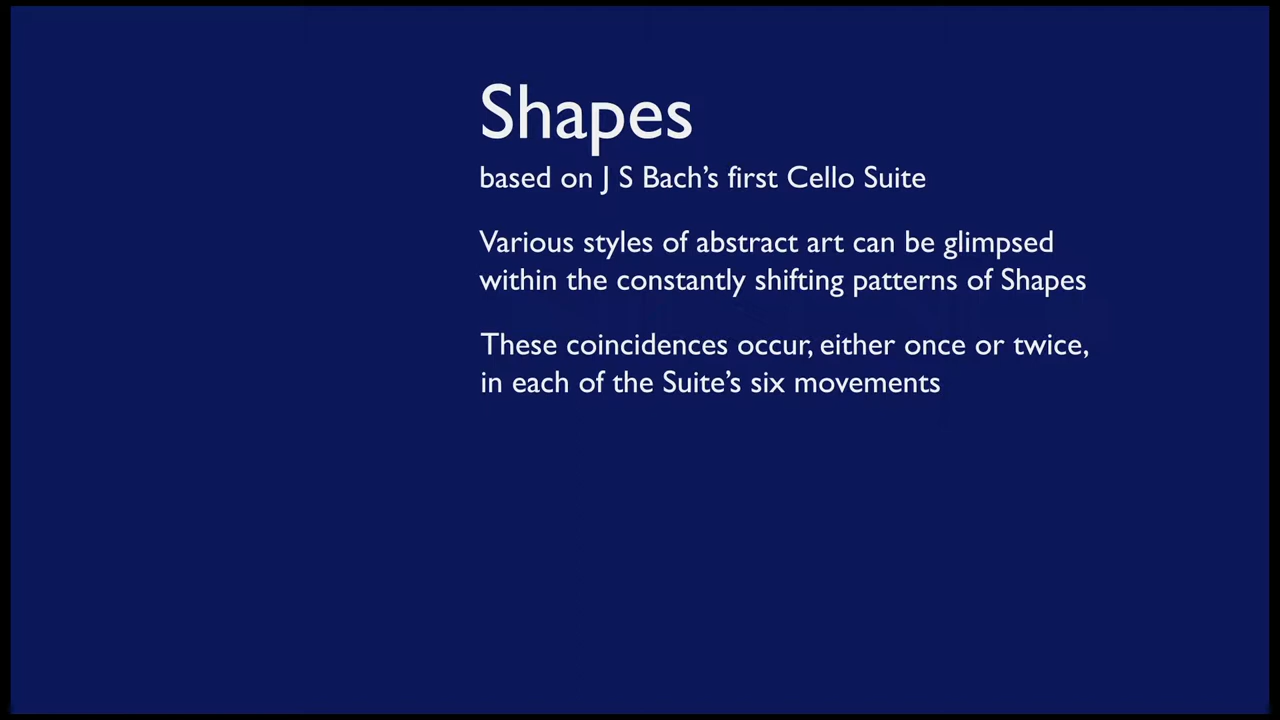 Shapes
based on J S Bach’s first Cello Suite
Various styles of abstract art can be glimpsed
within the constantly shifting patterns of Shapes
These coincidences occur, either once or twice,
in each of the Suite’s six movements